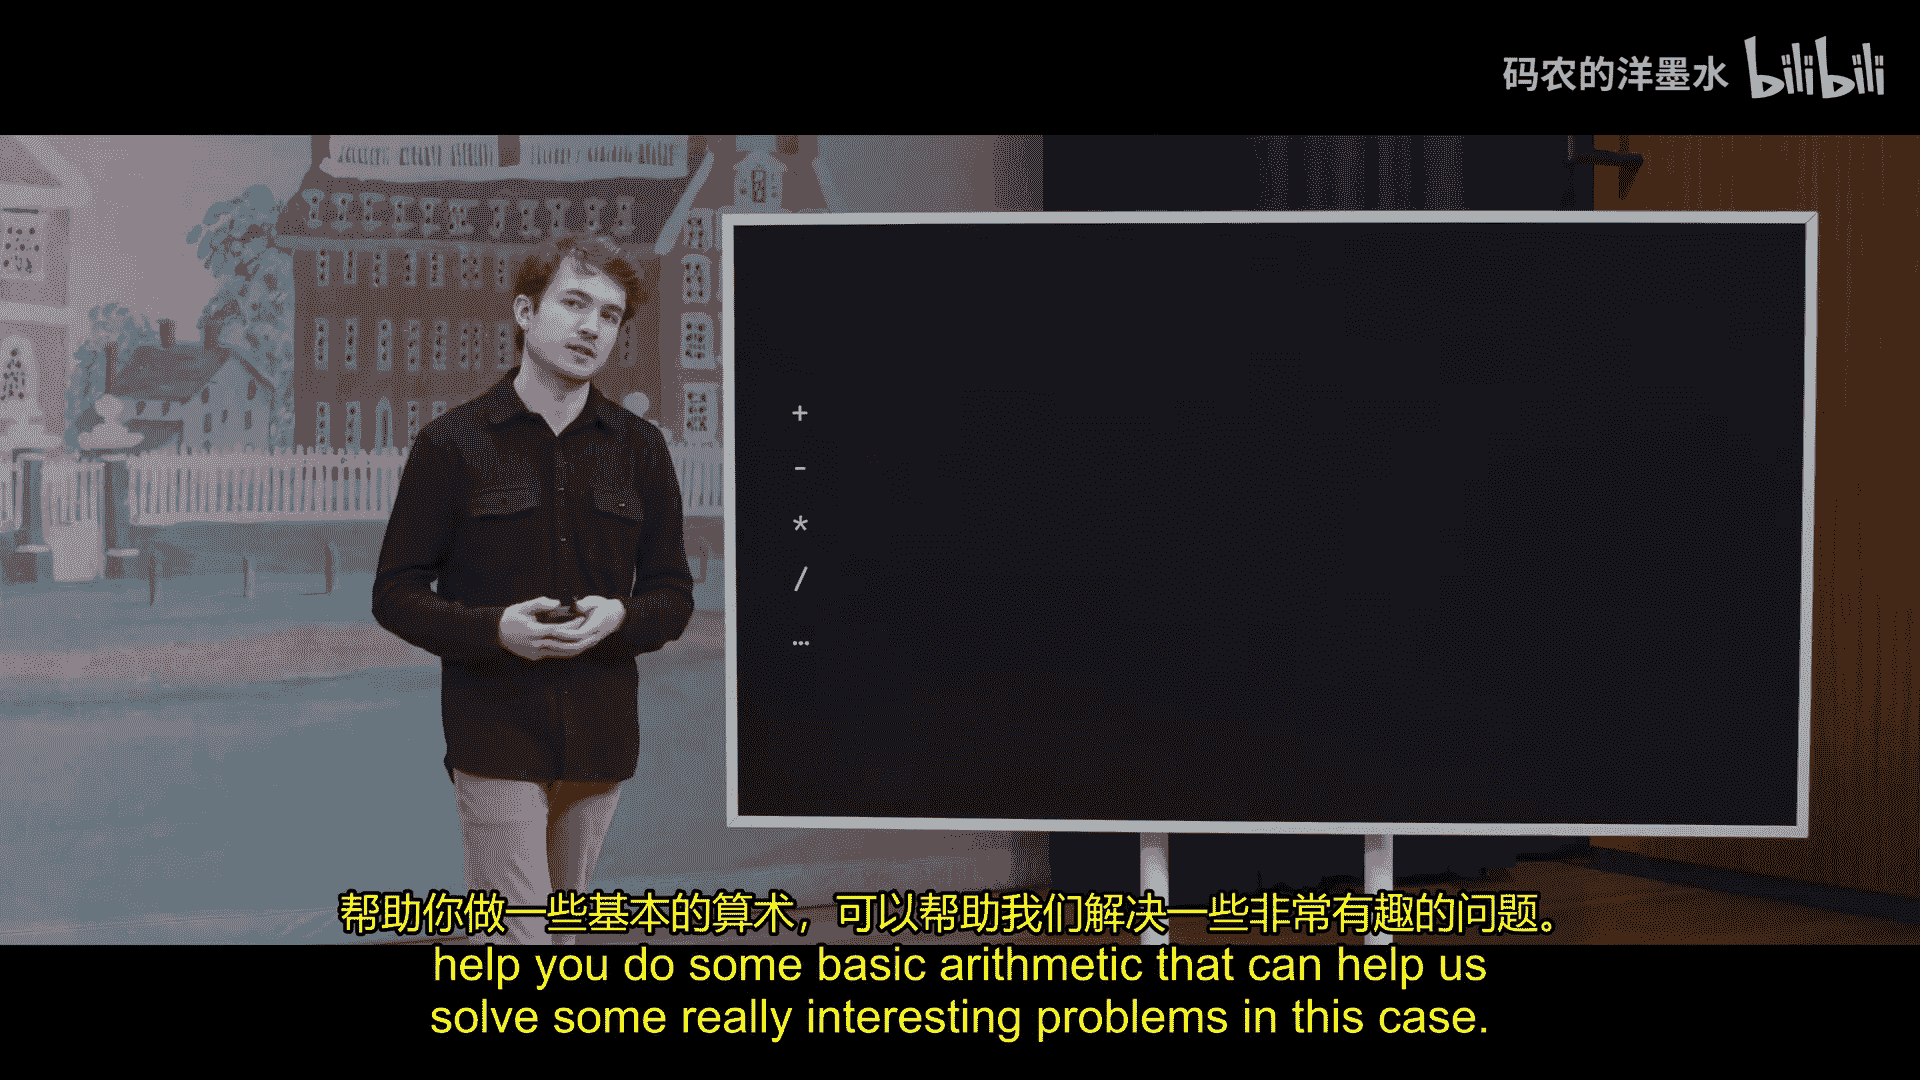 码农的洋墨水 bilibili
+
-
*
/
...
帮助你做一些基本的算术，可以帮助我们解决一些非常有趣的问题。
help you do some basic arithmetic that can help us
solve some really interesting problems in this case.